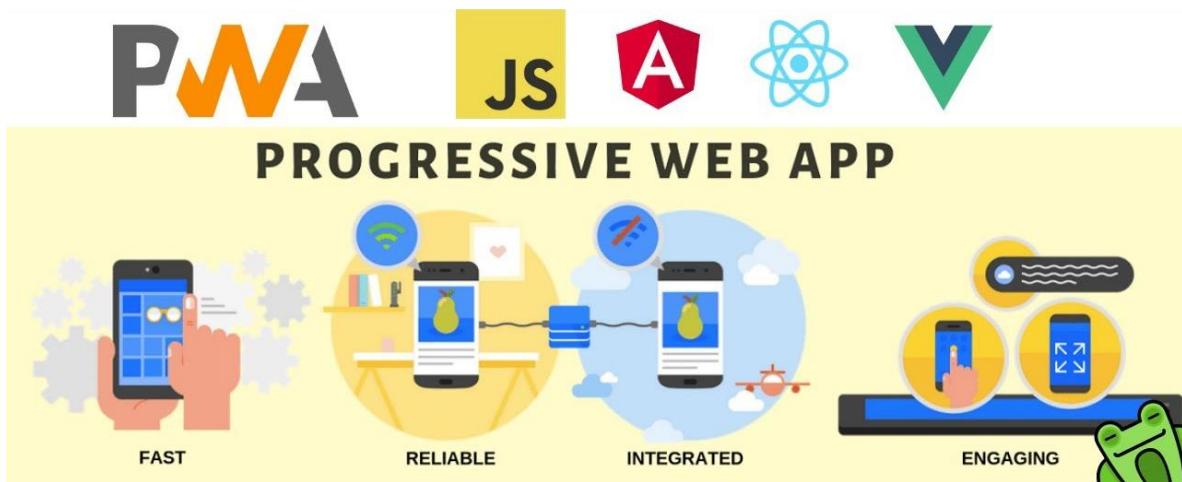 PWA
JS
A
PROGRESSIVE WEB APP
FAST
RELIABLE
INTEGRATED
ENGAGING